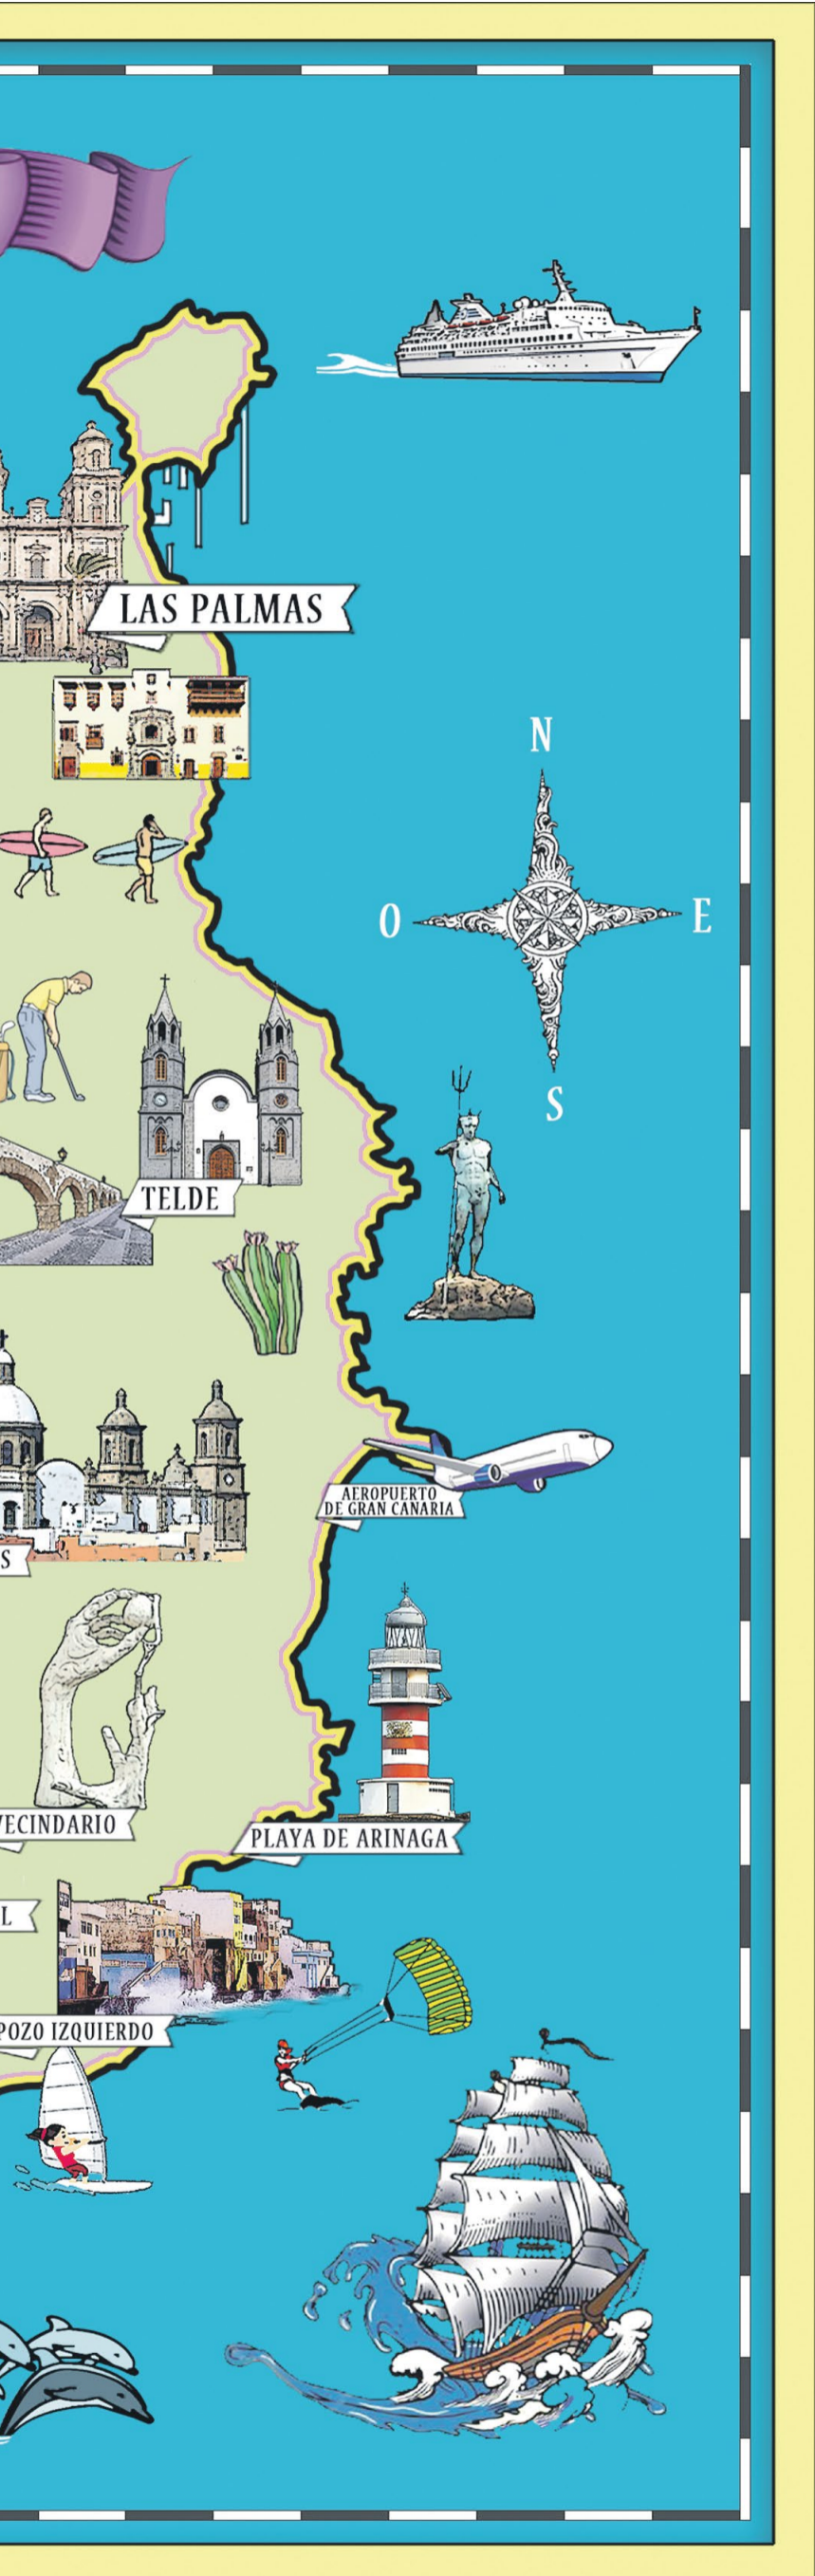 LAS PALMAS
N
O
E
S
TELDE
AEROPUERTO
DE GRAN CANARIA
S
VECINDARIO
PLAYA DE ARINAGA
L
POZO IZQUIERDO